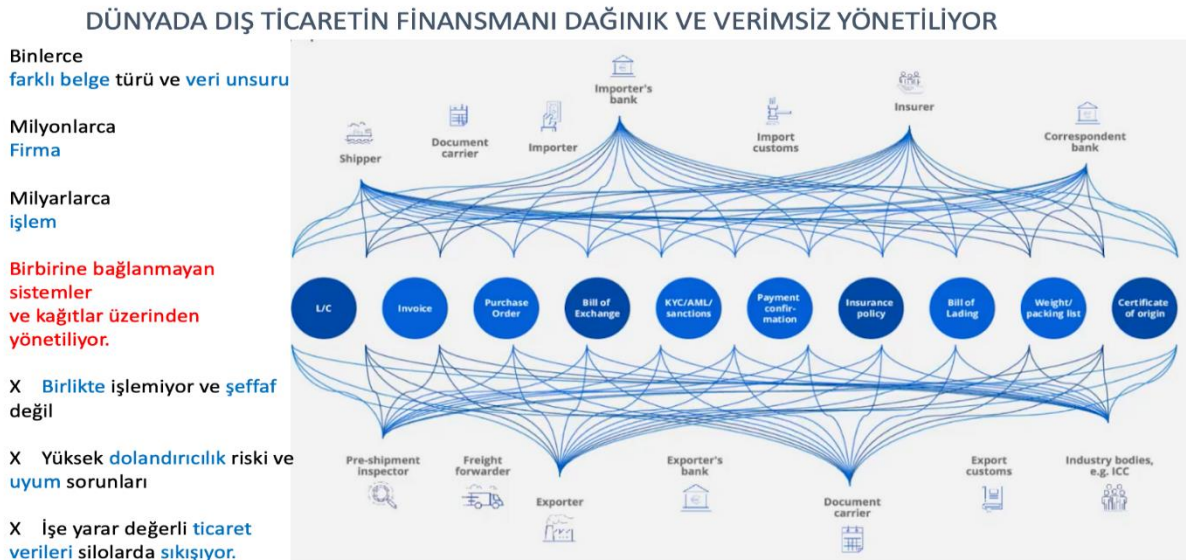 DÜNYADA DIŞ TİCARETİN FİNANSMANI DAĞINIK VE VERİMSİZ YÖNETİLİYOR
Binlerce
farklı belge türü ve veri unsuru
Milyonlarca
Firma
Milyarlarca
işlem
Birbirine bağlanmayan
sistemler
ve kağıtlar üzerinden
yönetiliyor.
X Birlikte işlemiyor ve şeffaf
değil
X Yüksek dolandırıcılık riski ve
uyum sorunları
X İşe yarar değerli ticaret
verileri silolarda sıkışıyor.
Shipper
Document
carrier
Importer
Importer's
bank
Import
customs
Insurer
Correspondent
bank
L/C
Invoice
Purchase
Order
Bill of
Exchange
KYC/AML/
sanctions
Payment
confir-
mation
Insurance
policy
Bill of
Lading
Weight/
packing list
Certificate
of origin
Pre-shipment
inspector
Freight
forwarder
Exporter
Exporter's
bank
Document
carrier
Export
customs
Industry bodies,
e.g. ICC